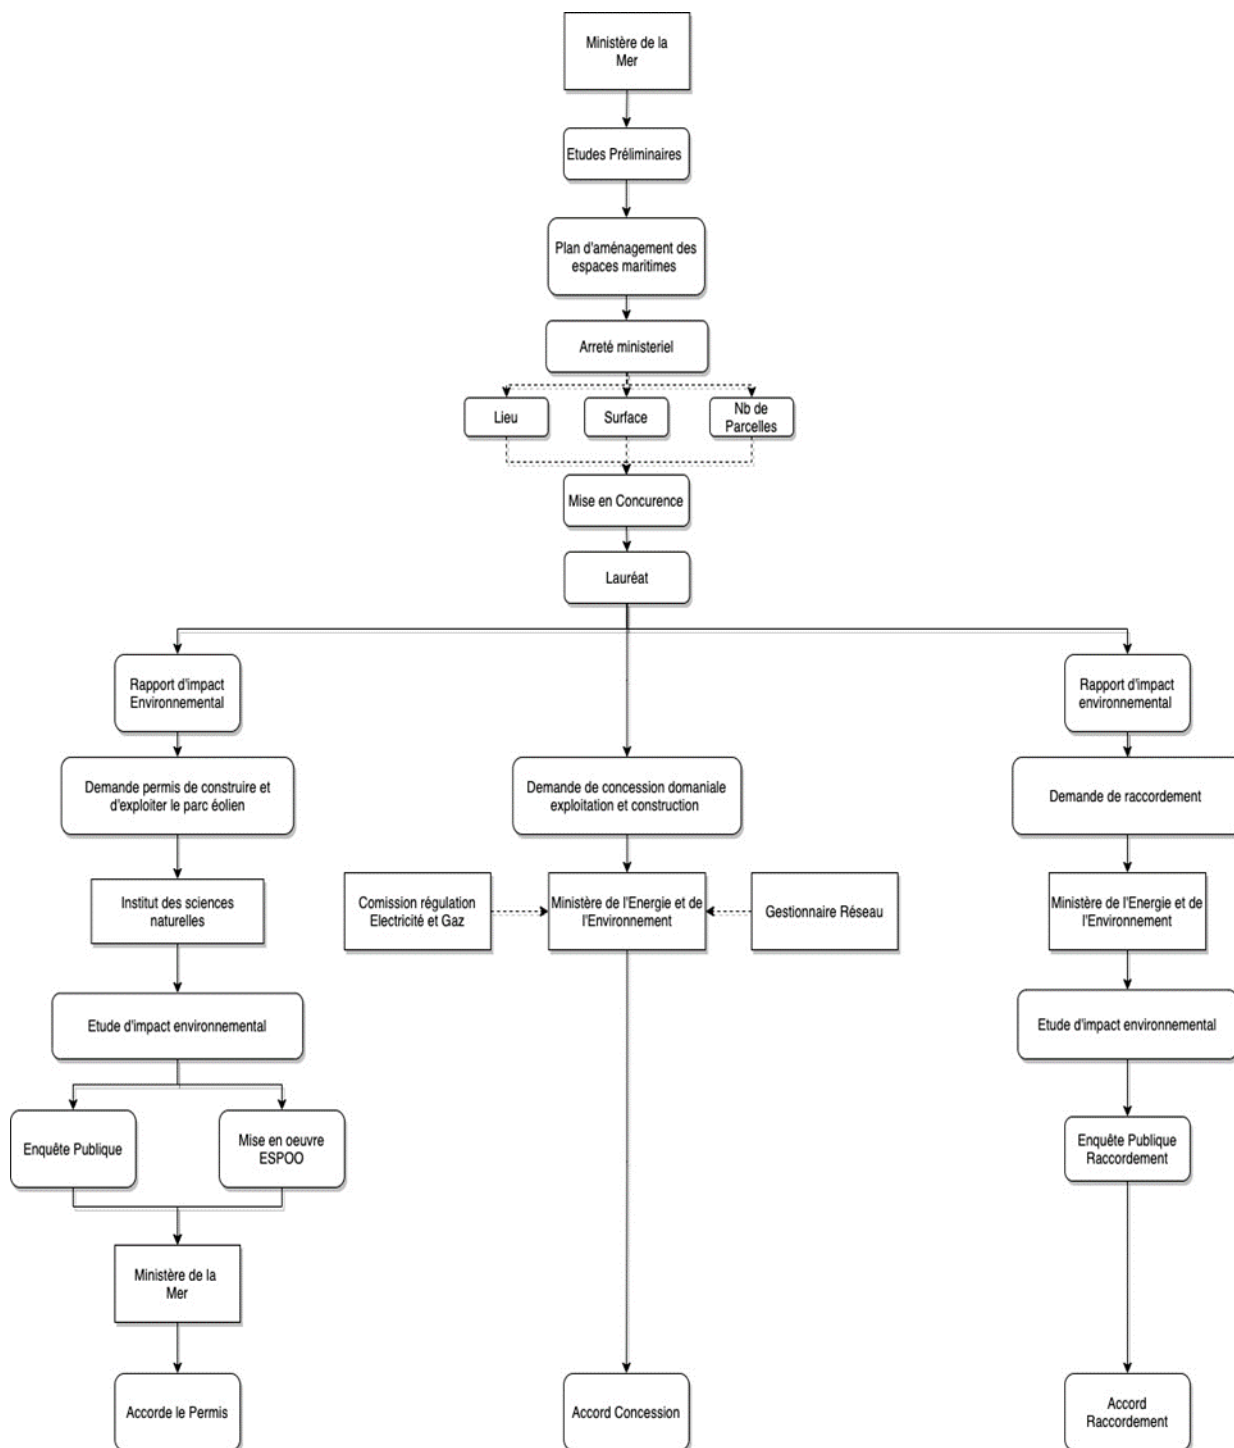 Ministère de la
Mer
Etudes Préliminaires
Plan d'aménagement des
espaces maritimes
Arreté ministeriel
Lieu
Surface
Nb de
Parcelles
Mise en Concurence
Lauréat
Rapport d'impact
Environnemental
Rapport d'impact
environnemental
Demande permis de construire et
d'exploiter le parc éolien
Demande de concession domaniale
exploitation et construction
Demande de raccordement
Institut des sciences
naturelles
Comission régulation
Electricité et Gaz
Ministère de l'Energie et de
l'Environnement
Gestionnaire Réseau
Ministère de l'Energie et de
l'Environnement
Etude d'impact environnemental
Etude d'impact environnemental
Enquête Publique
Mise en oeuvre
ESPOO
Enquête Publique
Raccordement
Ministère de la
Mer
Accorde le Permis
Accord Concession
Accord
Raccordement